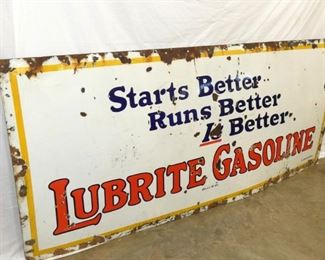 Starts Better
Runs Better
Is Better
LUBRITE GASOLINE